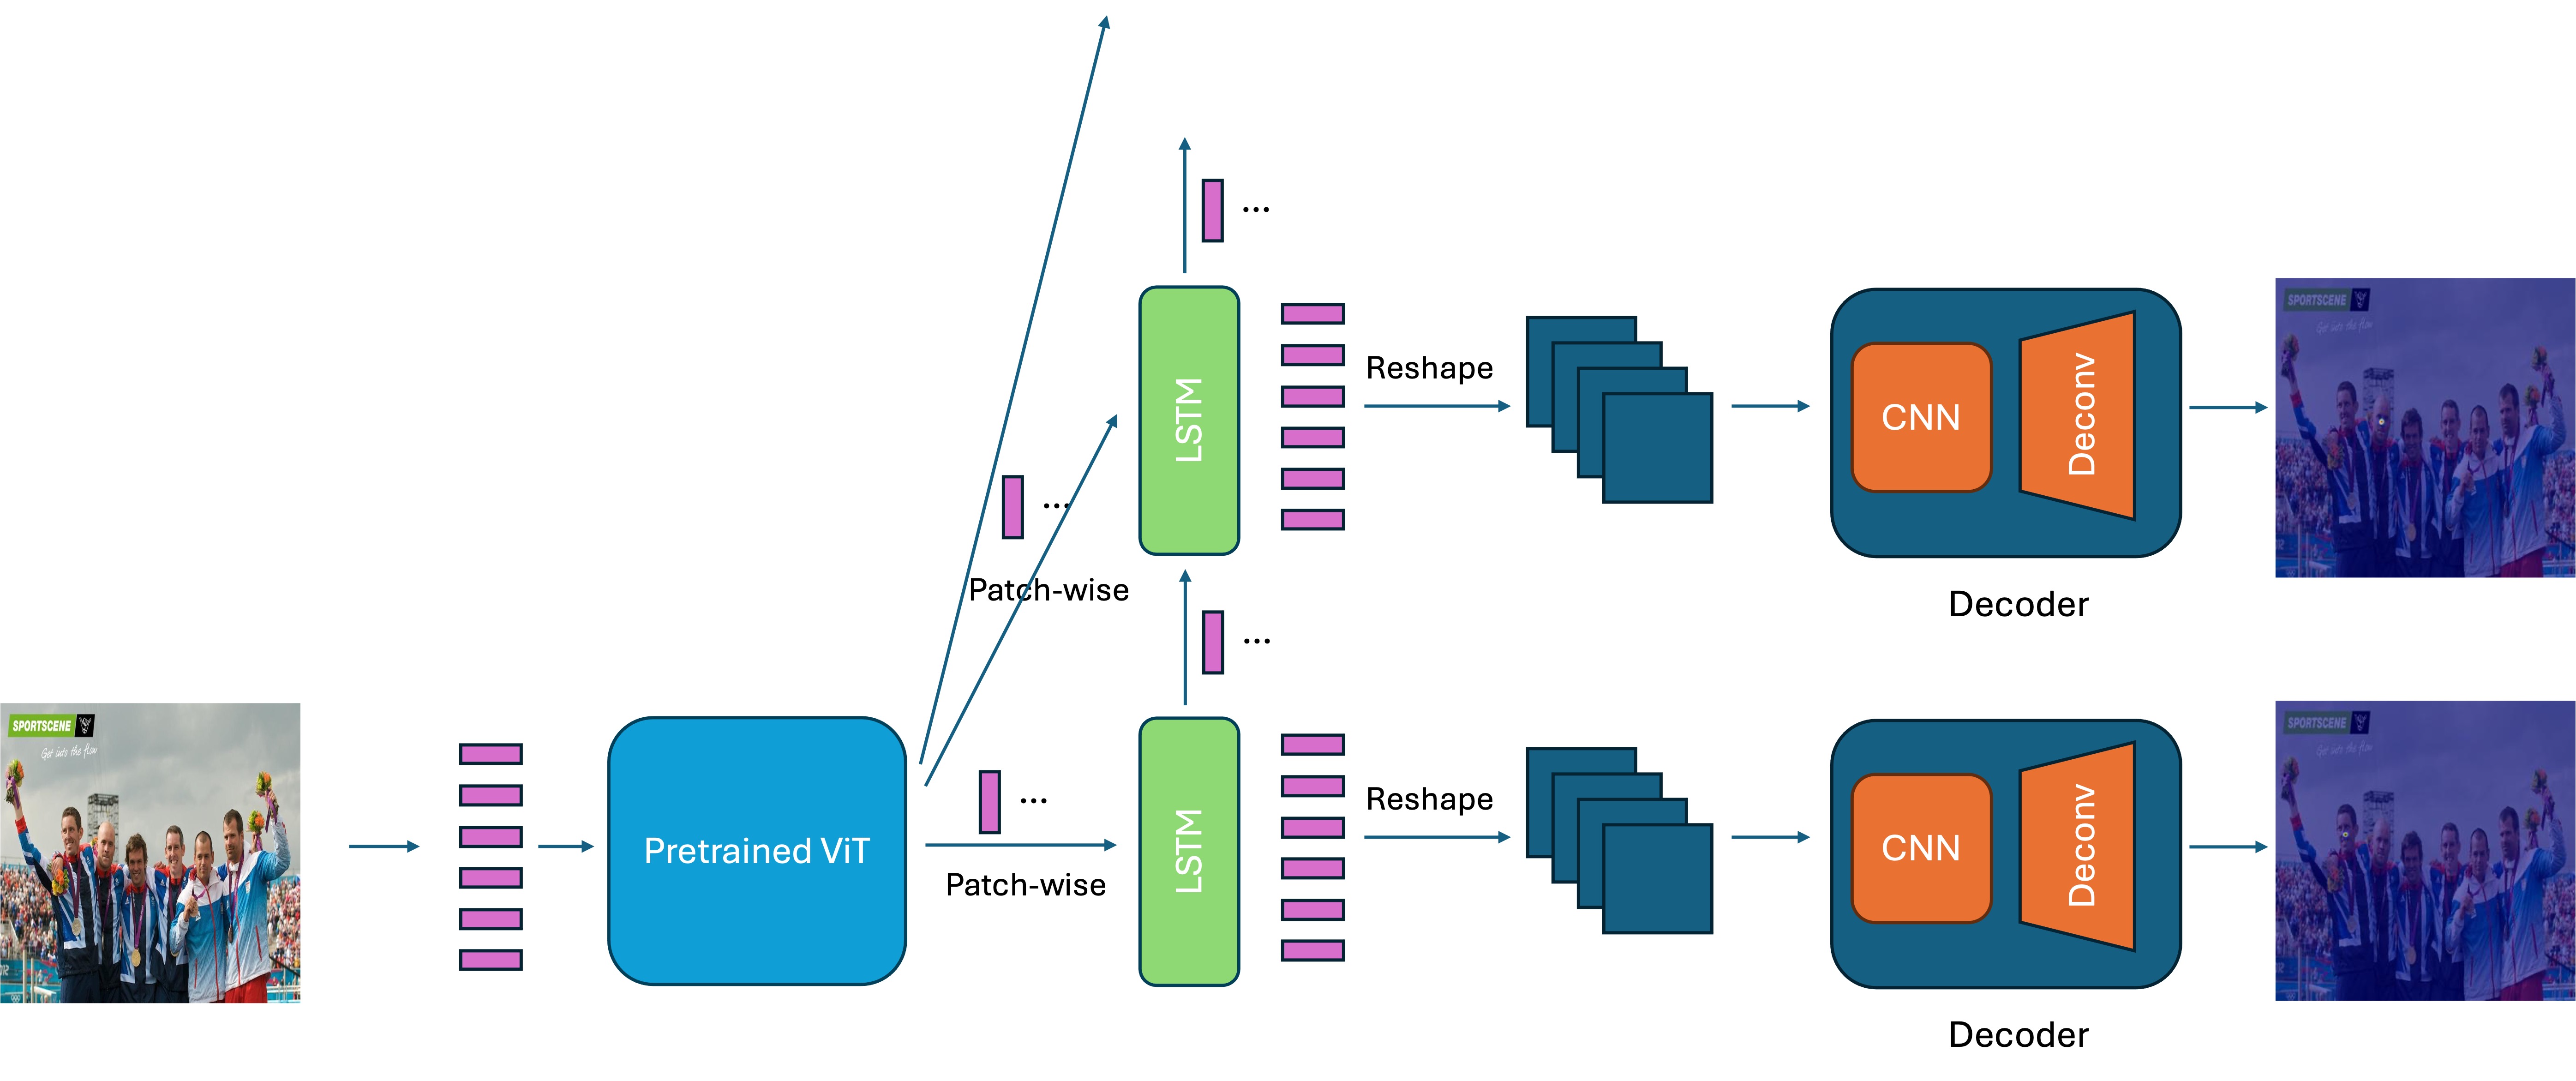 ...
LSTM
Reshape
CNN
Deconv
SPORTSCENE
Get into the flow
...
Patch-wise
Decoder
...
SPORTSCENE
Get into the flow
Pretrained ViT
...
Patch-wise
LSTM
Reshape
CNN
Deconv
SPORTSCENE
Get into the flow
Decoder